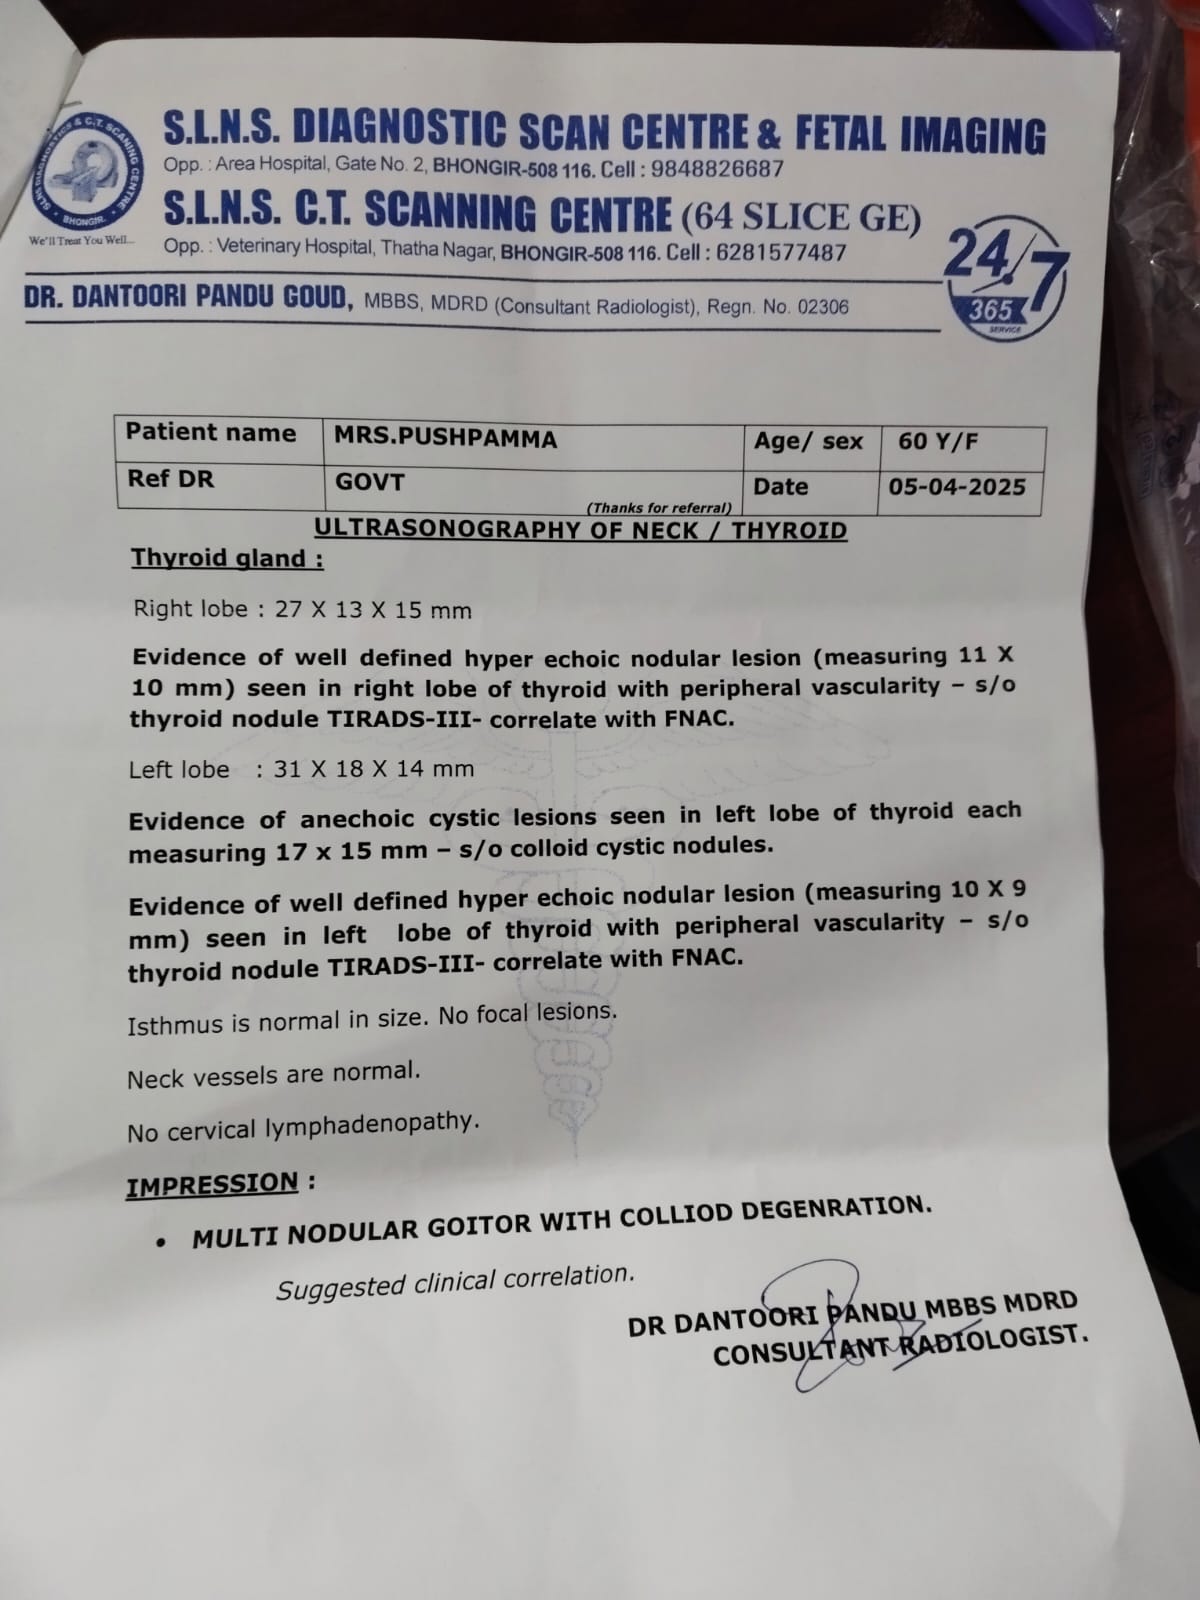 S.L.N.S. DIAGNOSTIC SCAN CENTRE & FETAL IMAGING
Opp. : Area Hospital, Gate No. 2, BHONGIR-508 116. Cell : 9848826687
S.L.N.S. C.T. SCANNING CENTRE (64 SLICE GE)
Opp. : Veterinary Hospital, Thatha Nagar, BHONGIR-508 116. Cell : 6281577487
SLNS DIAGNOSTICS & C.T. SCANING CENTRE
BHONGIR.
We'll Treat You Well...
24/7
365
SERVICE
DR. DANTOORI PANDU GOUD, MBBS, MDRD (Consultant Radiologist), Regn. No. 02306
Patient name MRS.PUSHPAMMA Age/ sex 60 Y/F
Ref DR GOVT Date 05-04-2025
(Thanks for referral)
ULTRASONOGRAPHY OF NECK / THYROID
Thyroid gland :
Right lobe : 27 X 13 X 15 mm
Evidence of well defined hyper echoic nodular lesion (measuring 11 X
10 mm) seen in right lobe of thyroid with peripheral vascularity – s/o
thyroid nodule TIRADS-III- correlate with FNAC.
Left lobe : 31 X 18 X 14 mm
Evidence of anechoic cystic lesions seen in left lobe of thyroid each
measuring 17 x 15 mm – s/o colloid cystic nodules.
Evidence of well defined hyper echoic nodular lesion (measuring 10 X 9
mm) seen in left lobe of thyroid with peripheral vascularity – s/o
thyroid nodule TIRADS-III- correlate with FNAC.
Isthmus is normal in size. No focal lesions.
Neck vessels are normal.
No cervical lymphadenopathy.
IMPRESSION :
• MULTI NODULAR GOITOR WITH COLLIOD DEGENRATION.
Suggested clinical correlation.
DR DANTOORI PANDU MBBS MDRD
CONSULTANT RADIOLOGIST.